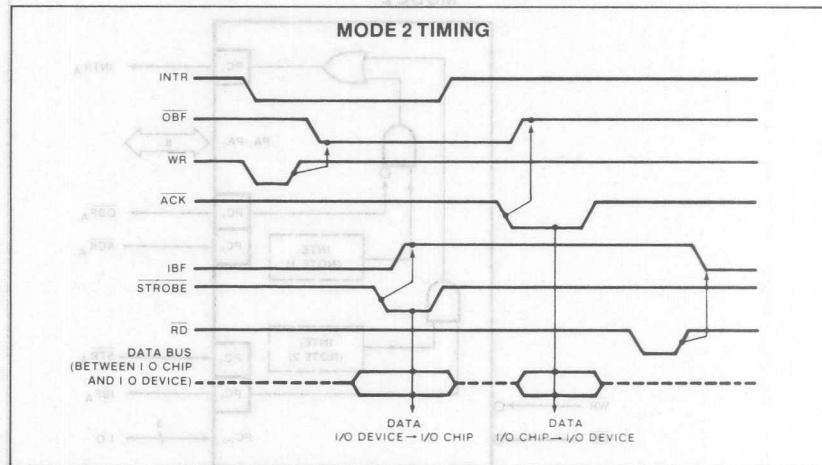 MODE 2 TIMING
INTR
OBF
WR
ACK
IBF
STROBE
RD
DATA BUS
(BETWEEN I O CHIP
AND I O DEVICE)
DATA
I/O DEVICE → I/O CHIP
DATA
I/O CHIP → I/O DEVICE